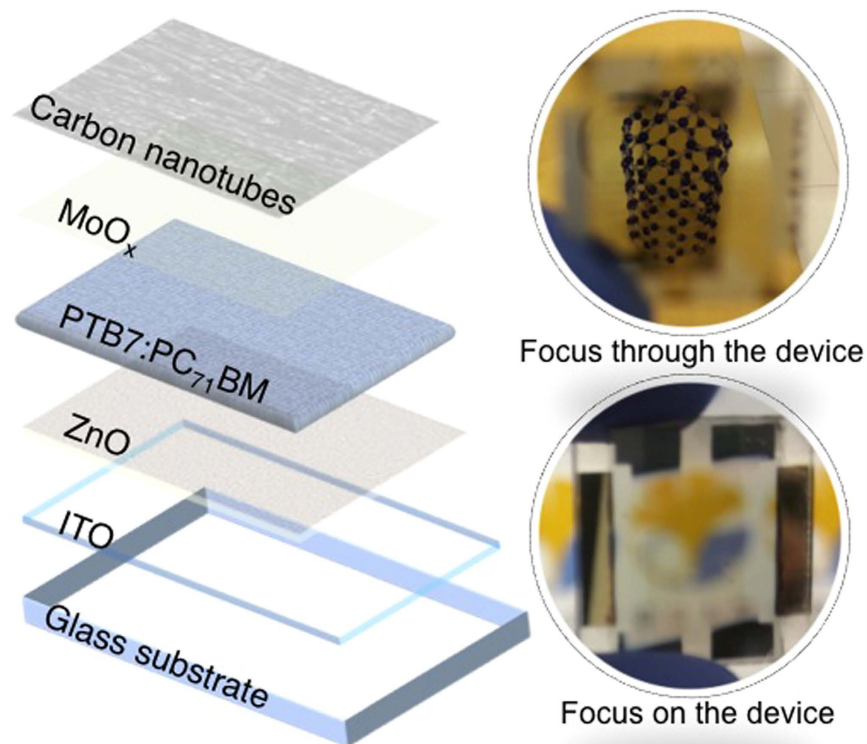 Carbon nanotubes
MoOₓ
PTB7:PC₇₁BM
ZnO
ITO
Glass substrate
Focus through the device
Focus on the device